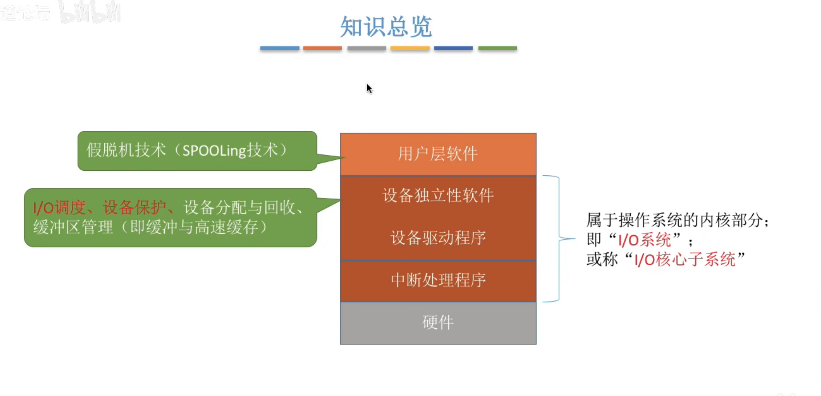 知识总览
假脱机技术（SPOOLing技术）
用户层软件
I/O调度、设备保护、设备分配与回收、
缓冲区管理（即缓冲与高速缓存）
设备独立性软件
设备驱动程序
中断处理程序
硬件
属于操作系统的内核部分；
即“I/O系统”；
或称“I/O核心子系统”